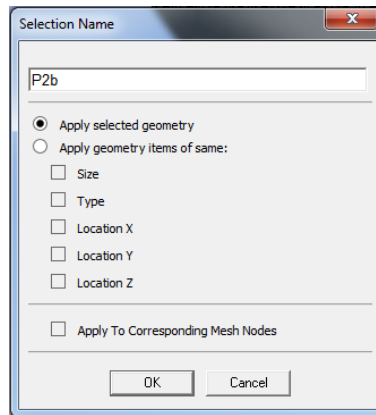 Selection Name
P2b
Apply selected geometry
Apply geometry items of same:
Size
Type
Location X
Location Y
Location Z
Apply To Corresponding Mesh Nodes
OK Cancel